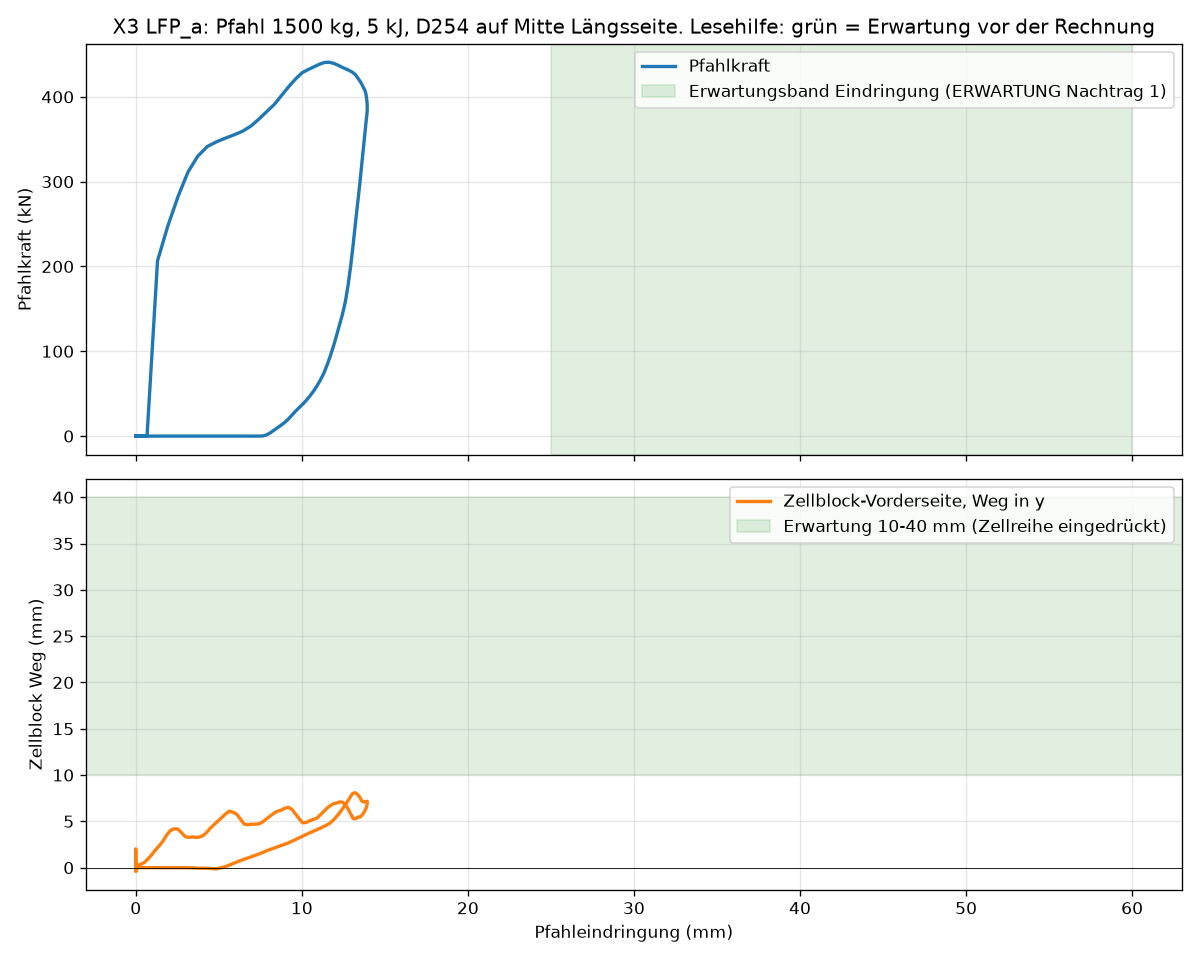 X3 LFP_a: Pfahl 1500 kg, 5 kJ, D254 auf Mitte Längsseite. Lesehilfe: grün = Erwartung vor der Rechnung
Pfahlkraft
Erwartungsband Eindringung (ERWARTUNG Nachtrag 1)
Pfahlkraft (kN)
400
300
200
100
0
Zellblock-Vorderseite, Weg in y
Erwartung 10-40 mm (Zellreihe eingedrückt)
Zellblock Weg (mm)
40
35
30
25
20
15
10
5
0
0 10 20 30 40 50 60
Pfahleindringung (mm)